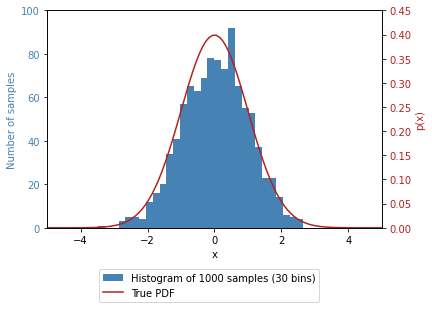 100
80
60
40
20
0
Number of samples
0.45
0.40
0.35
0.30
0.25
0.20
0.15
0.10
0.05
0.00
p(x)
−4 −2 0 2 4
x
Histogram of 1000 samples (30 bins)
True PDF